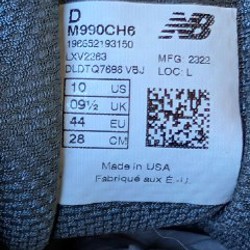 D
M990CH6 NB
196652193150
LXV2263 MFG: 2322
DLDTQ7686 VBJ LOC: L
10 US
09½ UK
44 EU
28 CM
Made in USA
Fabriqué aux É.-U.